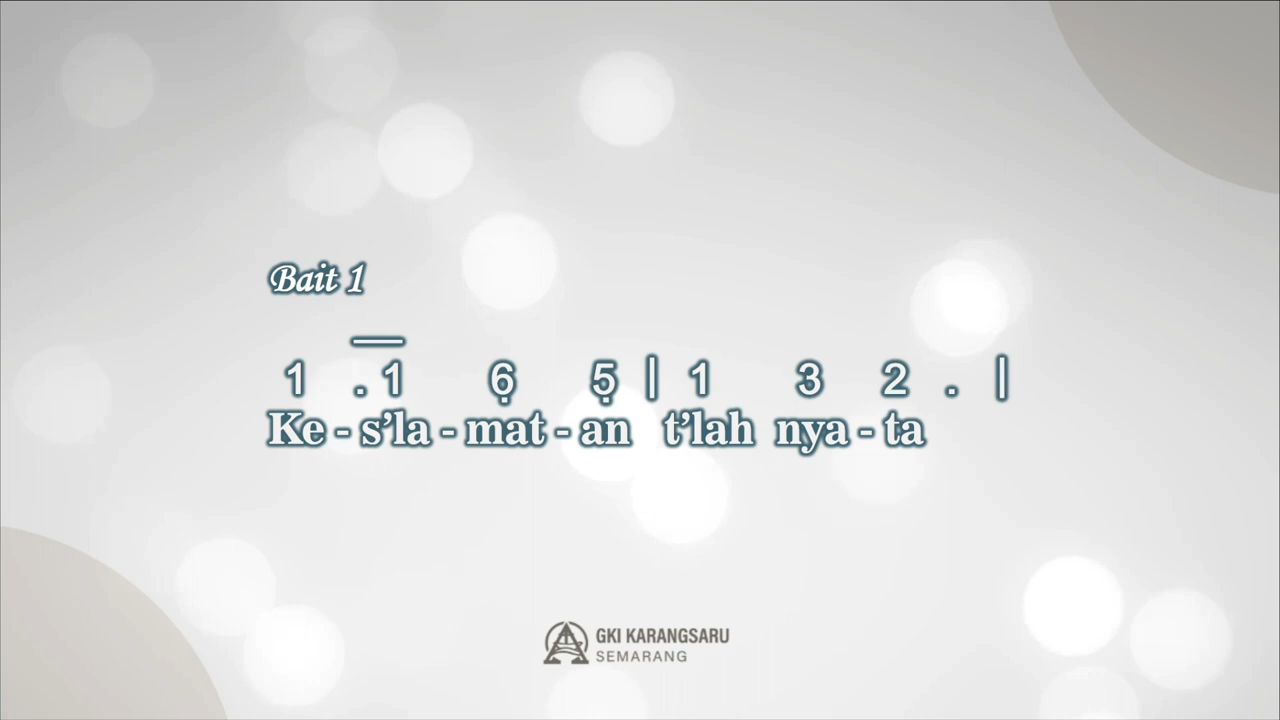 Bait 1
1 . 1 6̣ 5̣ | 1 3 2 . |
Ke - s’la - mat - an t’lah nya - ta
GKI KARANGSARU
SEMARANG